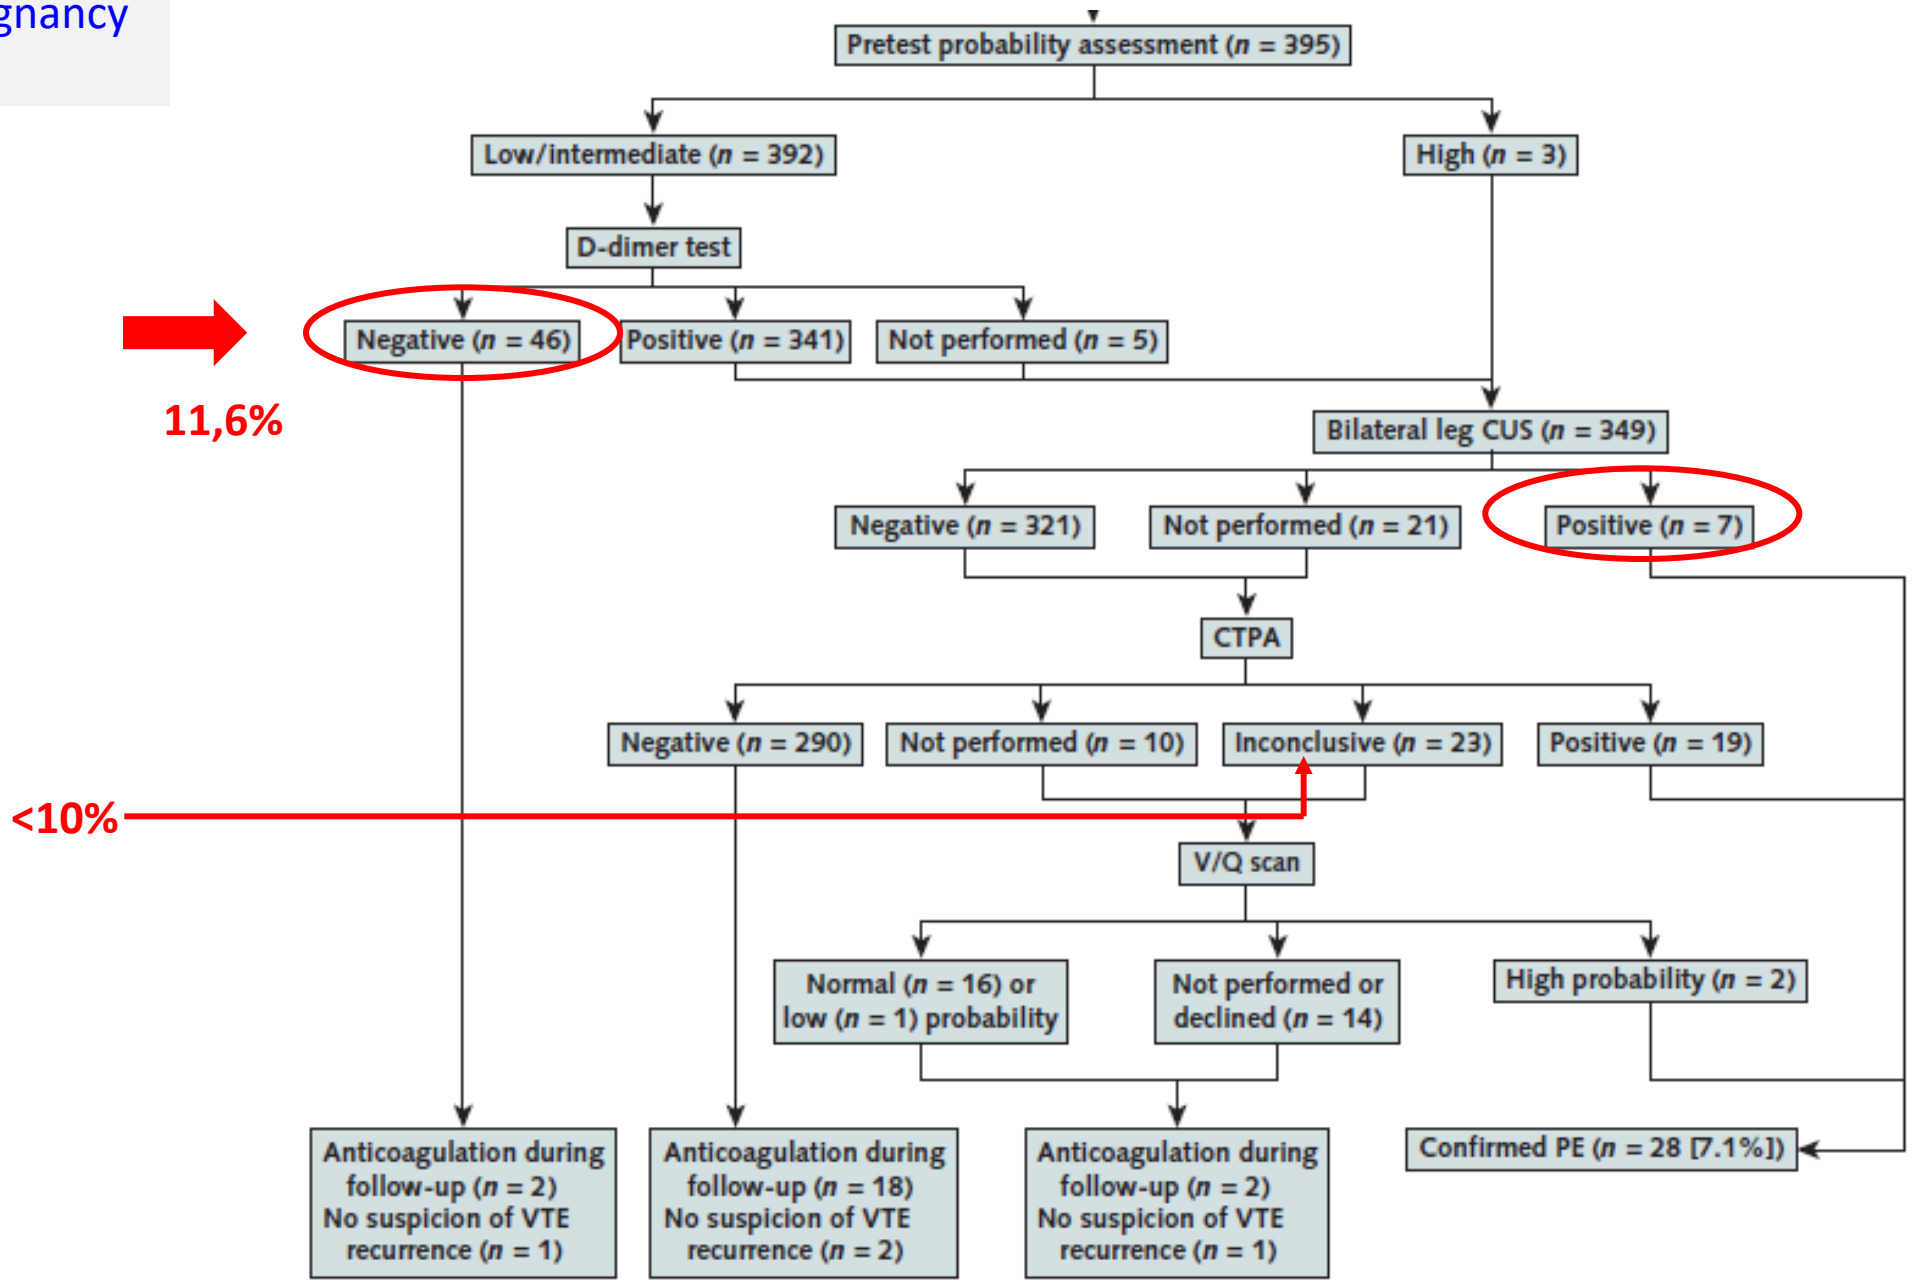 Pretest probability assessment (n = 395)
Low/intermediate (n = 392)
High (n = 3)
D-dimer test
Negative (n = 46)
Positive (n = 341)
Not performed (n = 5)
11,6%
Bilateral leg CUS (n = 349)
Negative (n = 321)
Not performed (n = 21)
Positive (n = 7)
CTPA
Negative (n = 290)
Not performed (n = 10)
Inconclusive (n = 23)
Positive (n = 19)
<10%
V/Q scan
Normal (n = 16) or
low (n = 1) probability
Not performed or
declined (n = 14)
High probability (n = 2)
Anticoagulation during
follow-up (n = 2)
No suspicion of VTE
recurrence (n = 1)
Anticoagulation during
follow-up (n = 18)
No suspicion of VTE
recurrence (n = 2)
Anticoagulation during
follow-up (n = 2)
No suspicion of VTE
recurrence (n = 1)
Confirmed PE (n = 28 [7.1%])